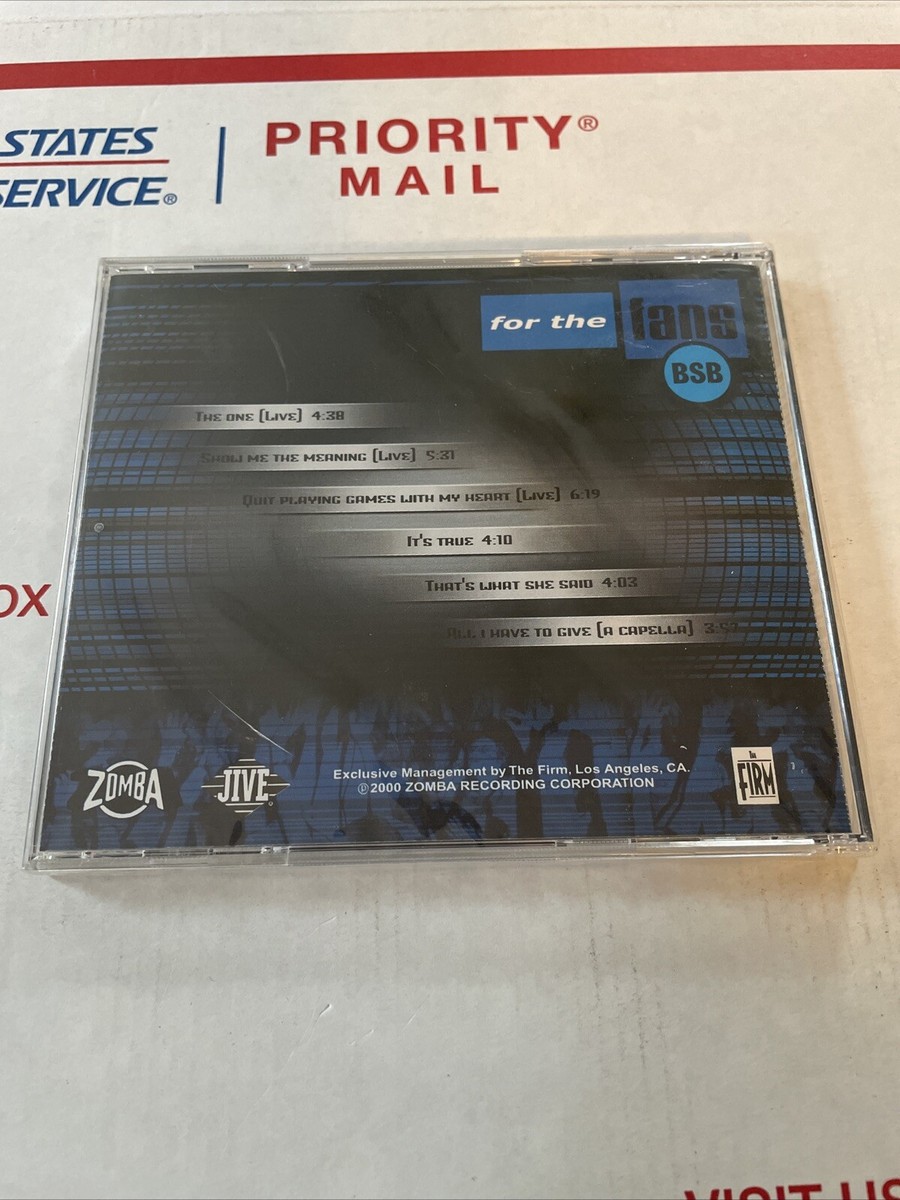 STATES
SERVICE®
PRIORITY®
MAIL
for the fans
BSB
The one (Live) 4:38
Show me the meaning (Live) 5:31
Quit playing games with my heart (Live) 6:19
It's true 4:10
That's what she said 4:03
All I have to give (a capella)
OX
ZOMBA
JIVE
Exclusive Management by The Firm, Los Angeles, CA.
℗2000 ZOMBA RECORDING CORPORATION
the
FIRM
VISIT US